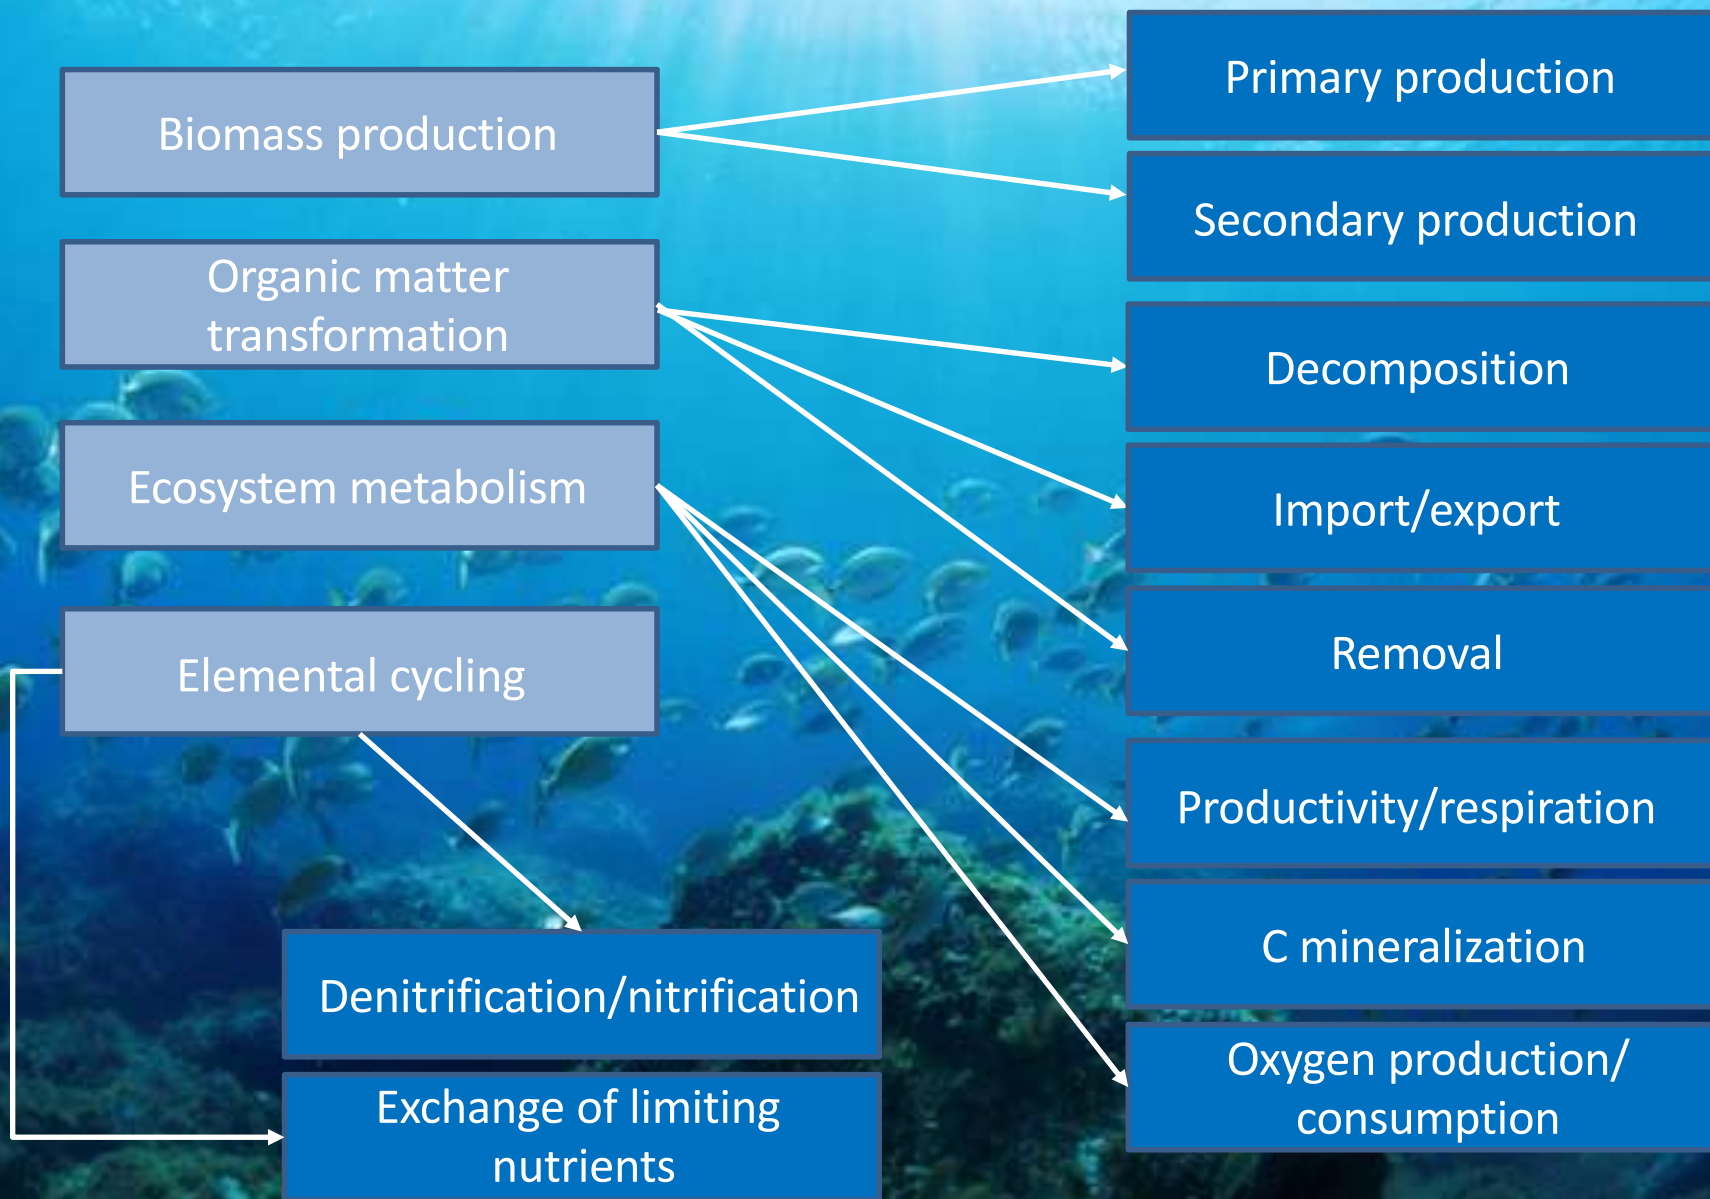 Biomass production
Organic matter
transformation
Ecosystem metabolism
Elemental cycling
Primary production
Secondary production
Decomposition
Import/export
Removal
Productivity/respiration
C mineralization
Oxygen production/
consumption
Denitrification/nitrification
Exchange of limiting
nutrients